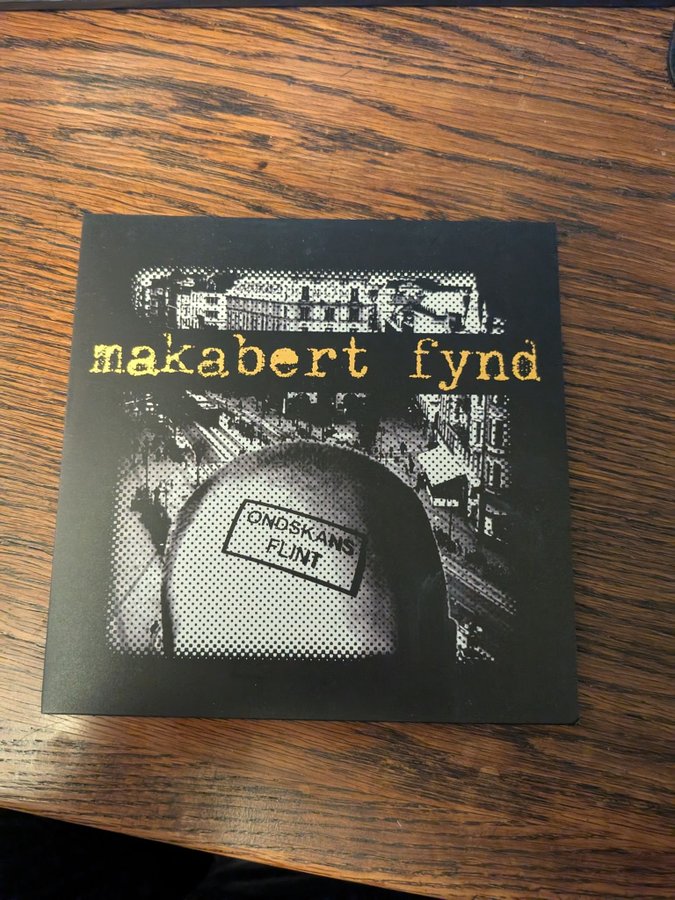 makabert fynd
ONDSKANS
FLINT